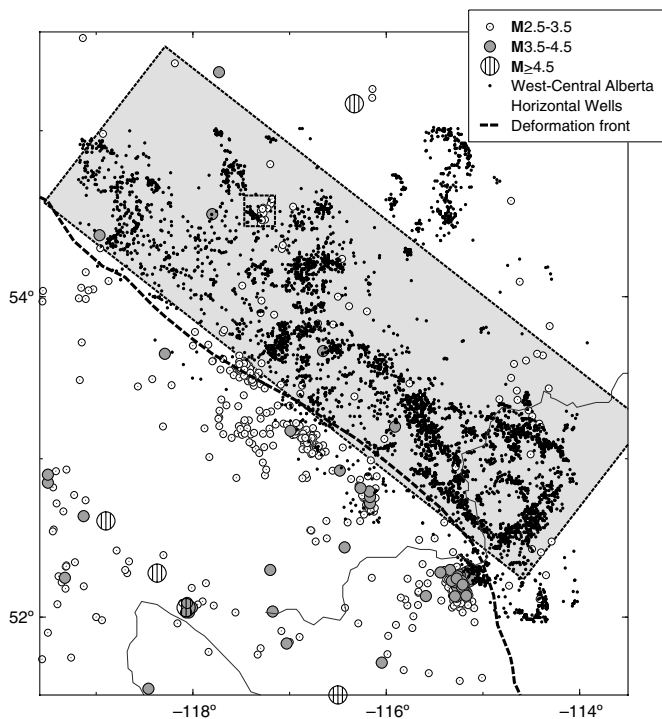 M2.5-3.5
M3.5-4.5
M≥4.5
West-Central Alberta
Horizontal Wells
Deformation front
54°
52°
−118°
−116°
−114°